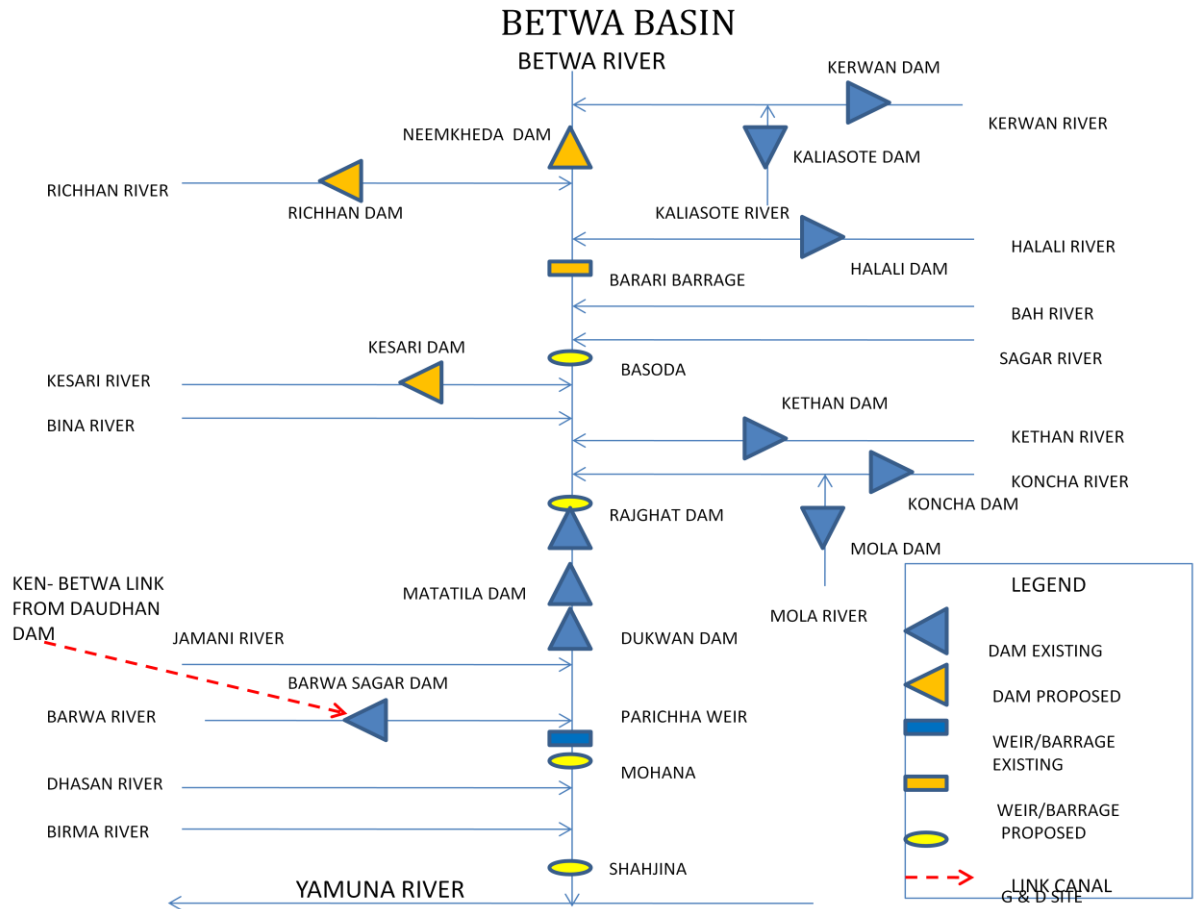 BETWA BASIN
BETWA RIVER
KERWAN DAM
KERWAN RIVER
NEEMKHEDA  DAM
KALIASOTE DAM
RICHHAN RIVER
RICHHAN DAM
KALIASOTE RIVER
HALALI RIVER
HALALI DAM
BARARI BARRAGE
BAH RIVER
KESARI DAM
SAGAR RIVER
BASODA
KESARI RIVER
KETHAN DAM
BINA RIVER
KETHAN RIVER
KONCHA RIVER
KONCHA DAM
RAJGHAT DAM
MOLA DAM
KEN- BETWA LINK
FROM DAUDHAN
DAM
MATATILA DAM
MOLA RIVER
JAMANI RIVER
DUKWAN DAM
BARWA SAGAR DAM
BARWA RIVER
PARICHHA WEIR
MOHANA
DHASAN RIVER
BIRMA RIVER
SHAHJINA
YAMUNA RIVER
LEGEND
DAM EXISTING
DAM PROPOSED
WEIR/BARRAGE
EXISTING
WEIR/BARRAGE
PROPOSED
LINK CANAL
G & D SITE